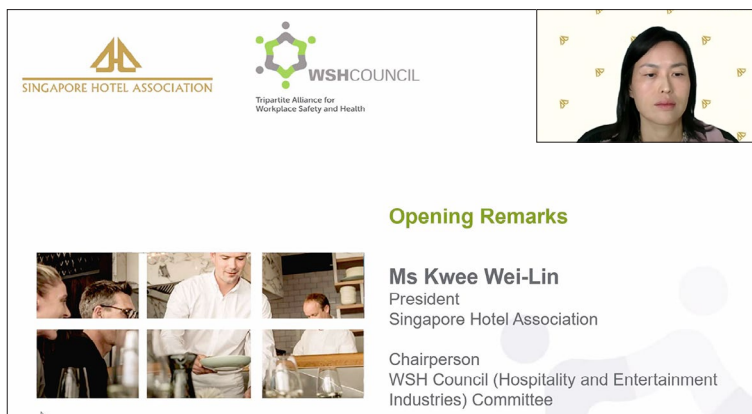 SINGAPORE HOTEL ASSOCIATION
WSHCOUNCIL
Tripartite Alliance for
Workplace Safety and Health
Opening Remarks
Ms Kwee Wei-Lin
President
Singapore Hotel Association
Chairperson
WSH Council (Hospitality and Entertainment
Industries) Committee